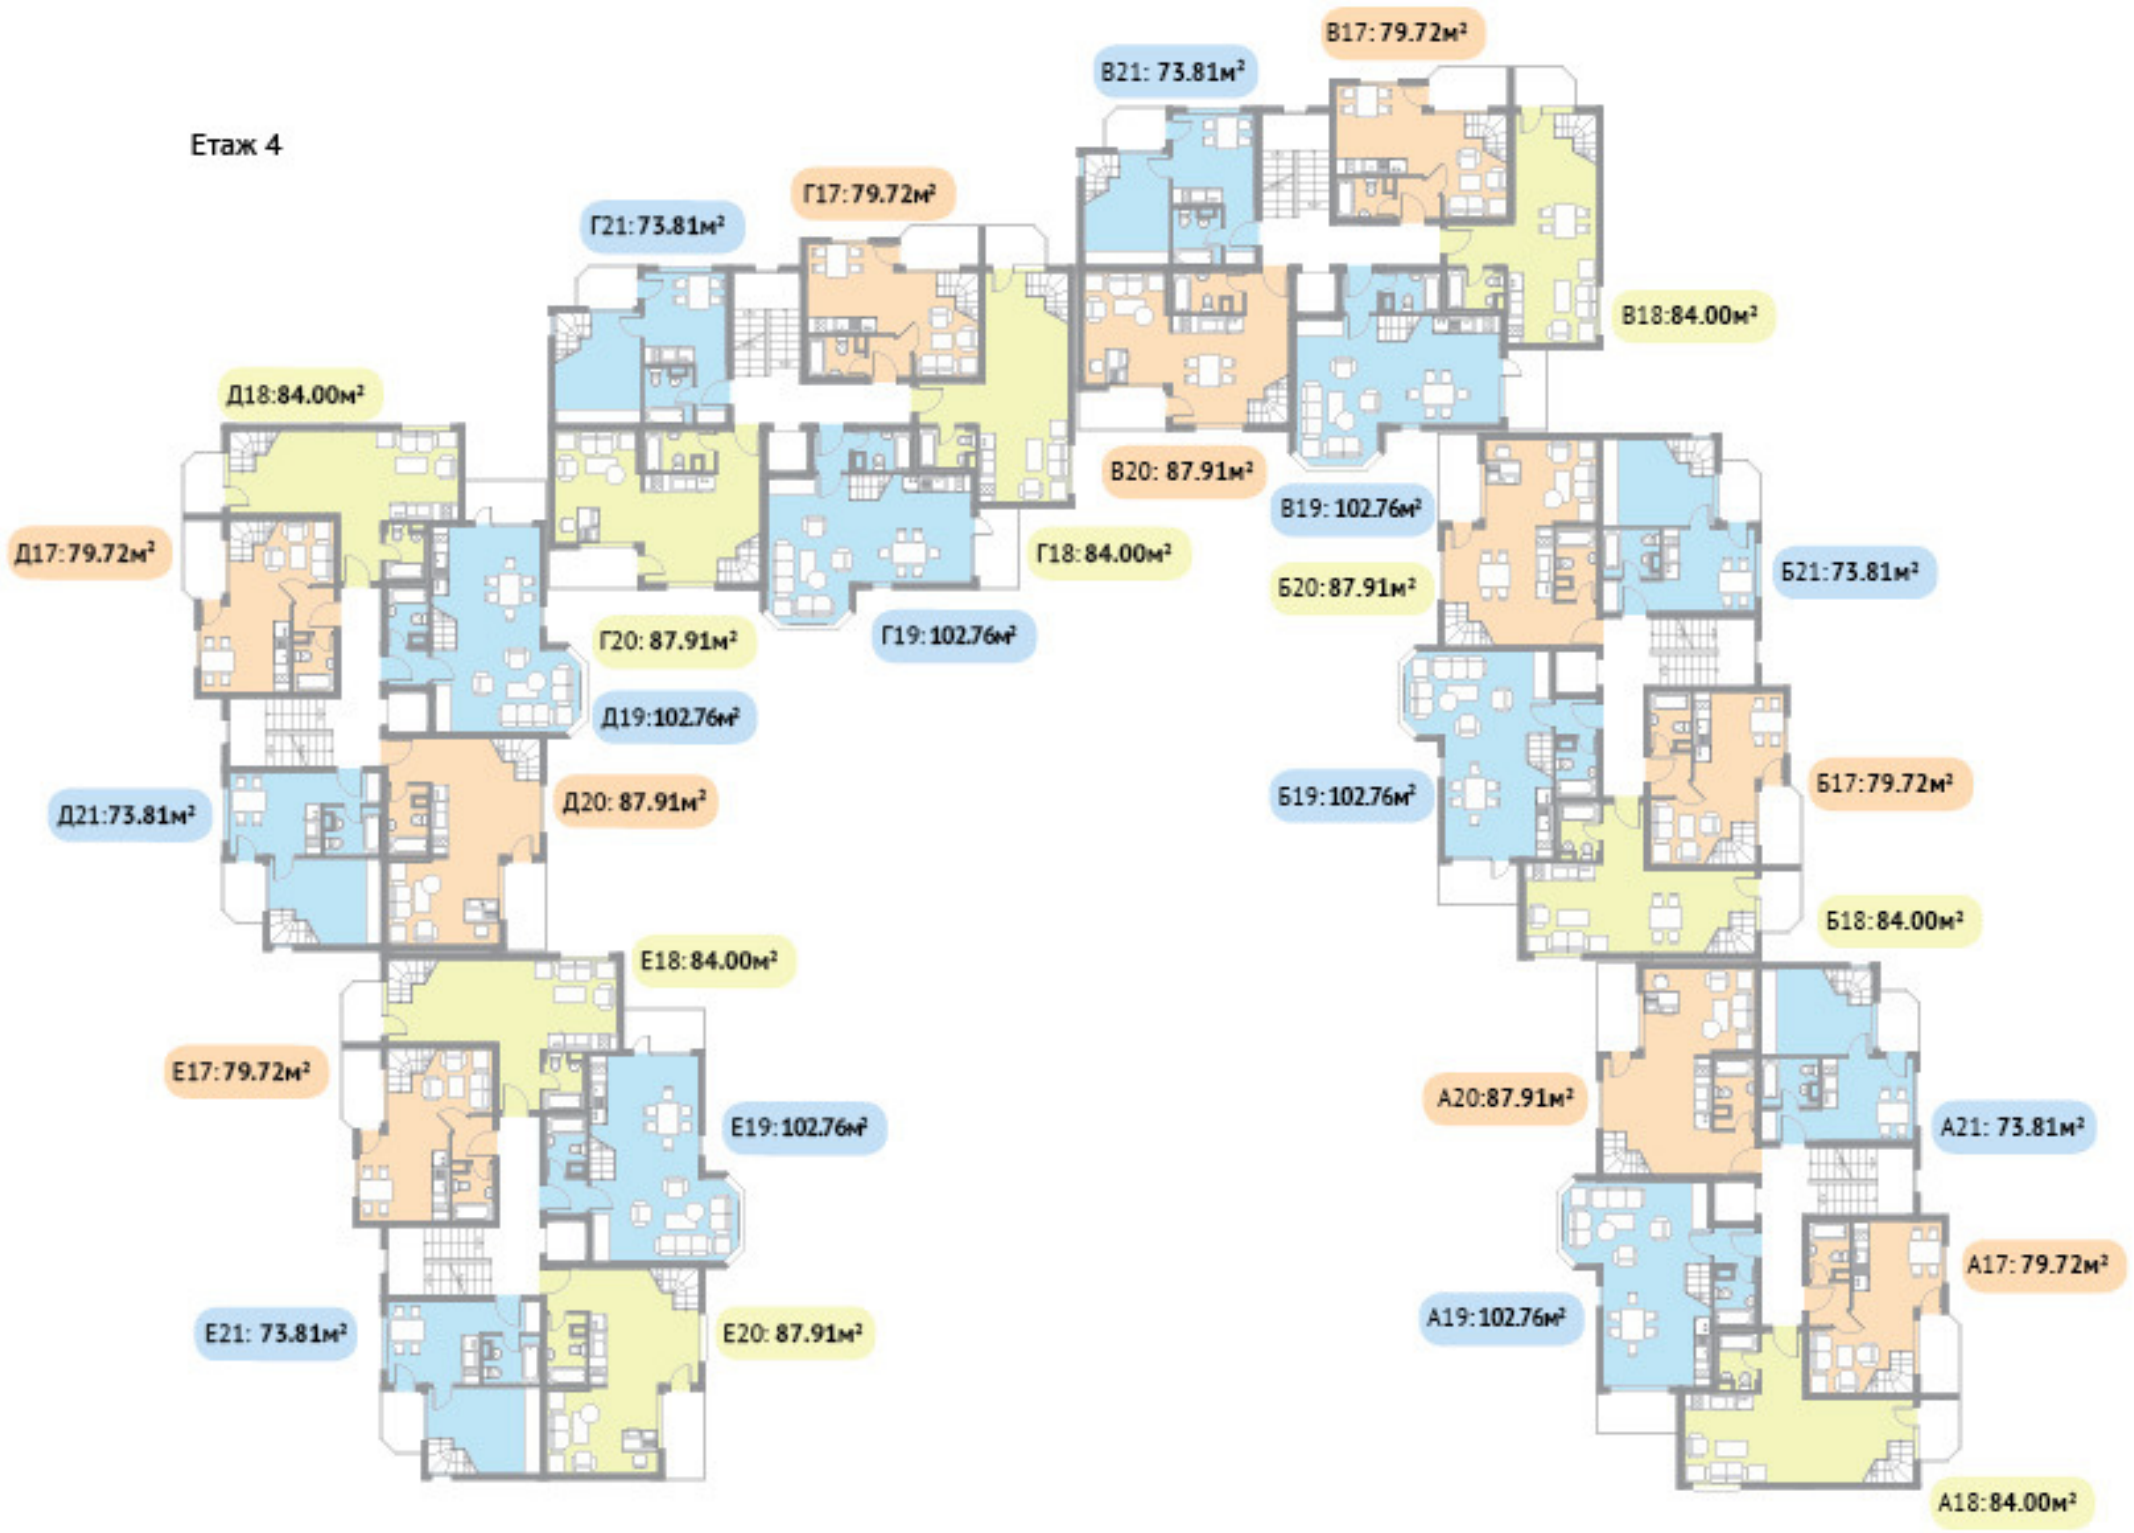 В17: 79.72м²
В21: 73.81м²
Етаж 4
Г17:79.72м²
Г21:73.81м²
В18:84.00м²
Д18:84.00м²
В20: 87.91м²
В19: 102.76м²
Д17:79.72м²
Г18:84.00м²
Б21:73.81м²
Б20:87.91м²
Г19:102.76м²
Г20: 87.91м²
Д19:102.76м²
Б17:79.72м²
Б19:102.76м²
Д20: 87.91м²
Д21:73.81м²
Б18:84.00м²
Е18:84.00м²
Е17:79.72м²
А20:87.91м²
Е19:102.76м²
А21: 73.81м²
А17: 79.72м²
А19:102.76м²
Е21: 73.81м²
Е20: 87.91м²
А18:84.00м²